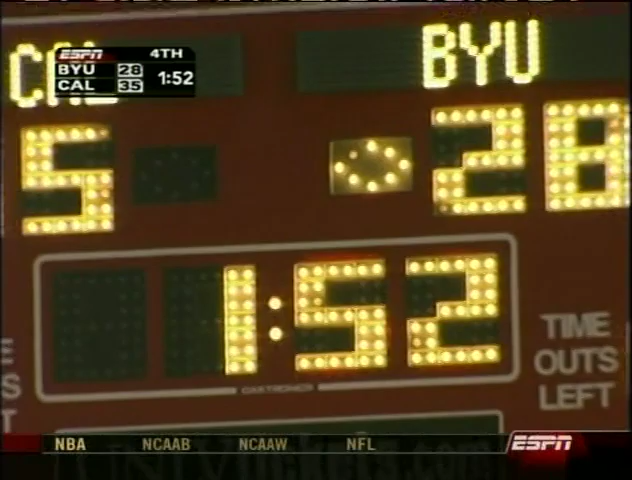 ESPN 4TH
BYU 28 1:52
CAL 35
BYU
5 28
1:52
TIME
OUTS
LEFT
DAKTRONICS
NBA NCAAB NCAAW NFL ESPN